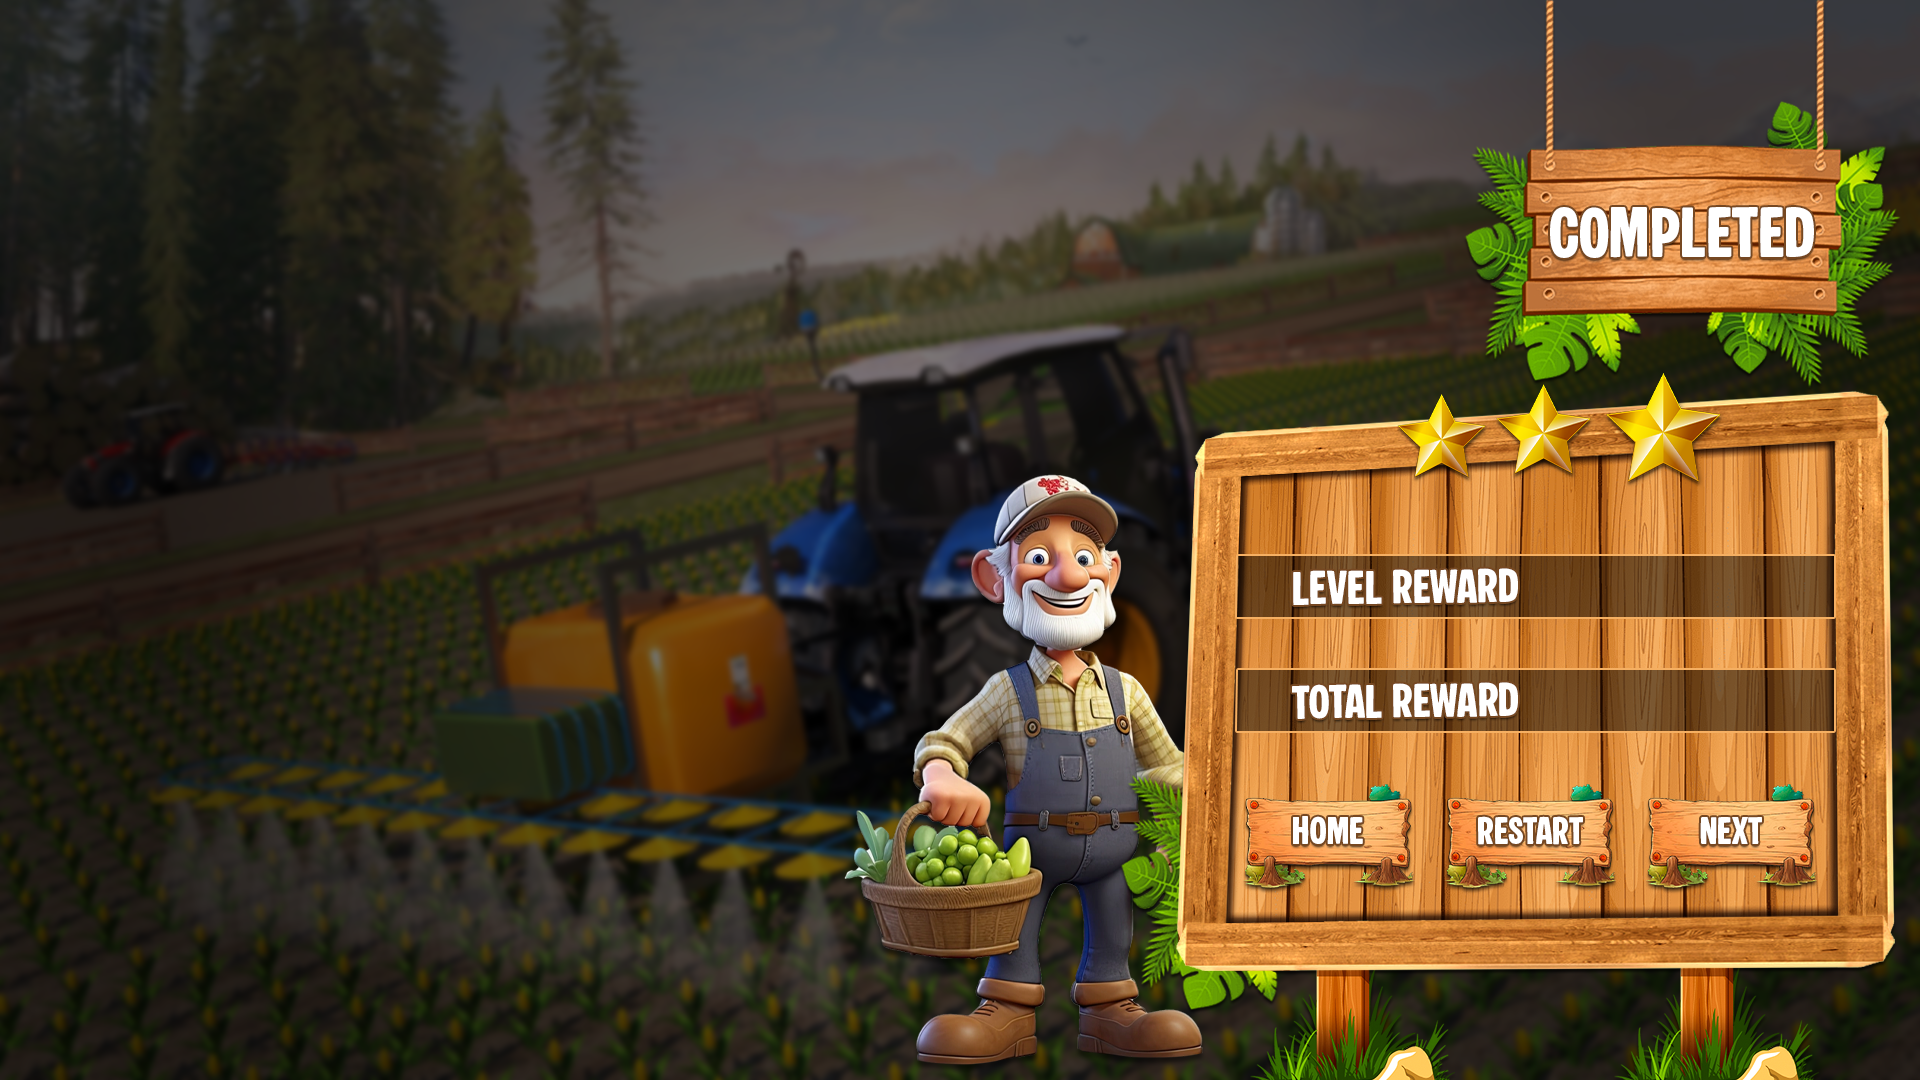 COMPLETED
LEVEL REWARD
TOTAL REWARD
HOME
RESTART
NEXT